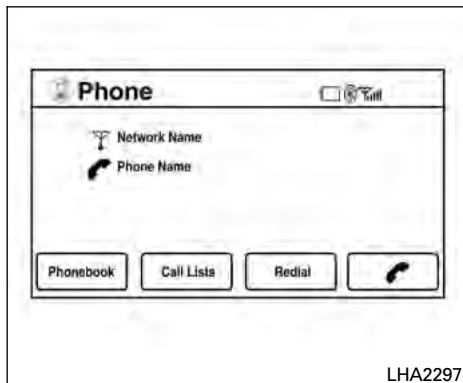 Phone
Network Name
Phone Name
Phonebook Call Lists Redial
LHA2297